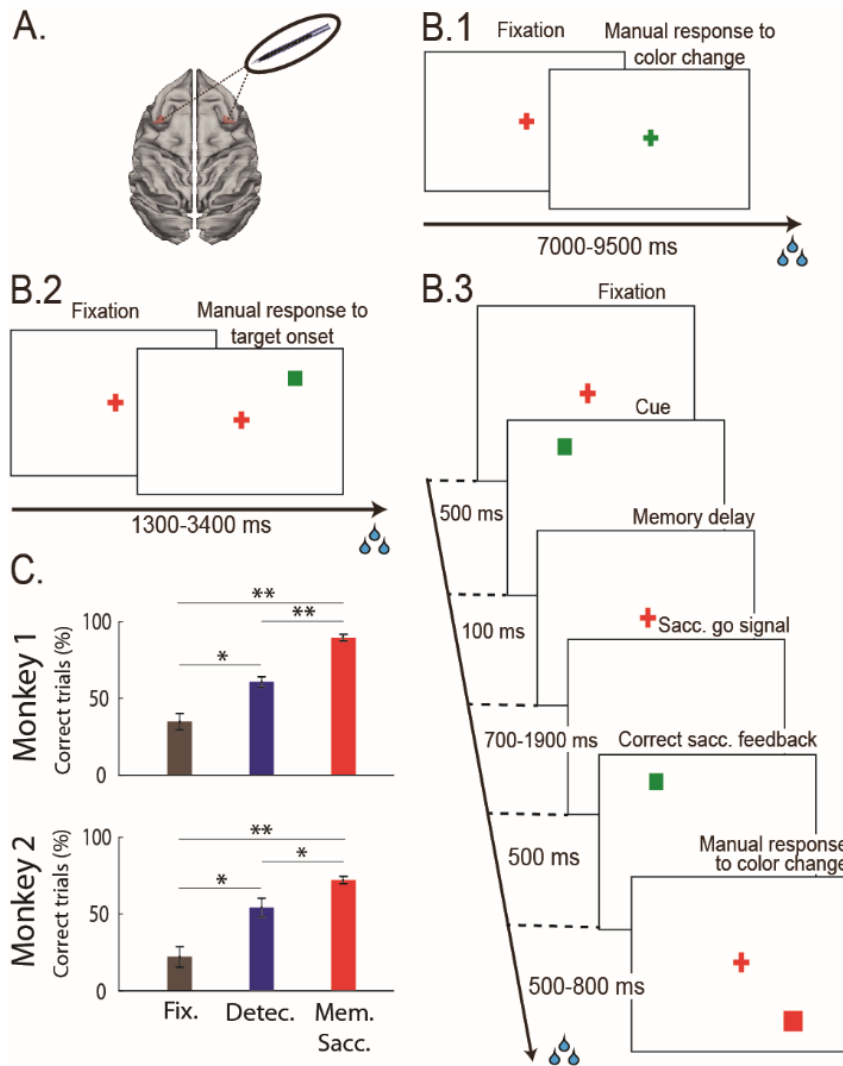 A.
B.1
Fixation
Manual response to
color change
7000-9500 ms
B.2
Fixation
Manual response to
target onset
1300-3400 ms
B.3
Fixation
Cue
500 ms
Memory delay
100 ms
Sacc. go signal
700-1900 ms
Correct sacc. feedback
500 ms
Manual response
to color change
500-800 ms
C.
Monkey 1
Correct trials (%)
100
50
0
**
**
*
Monkey 2
Correct trials (%)
100
50
0
**
*
*
Fix.
Detec.
Mem.
Sacc.